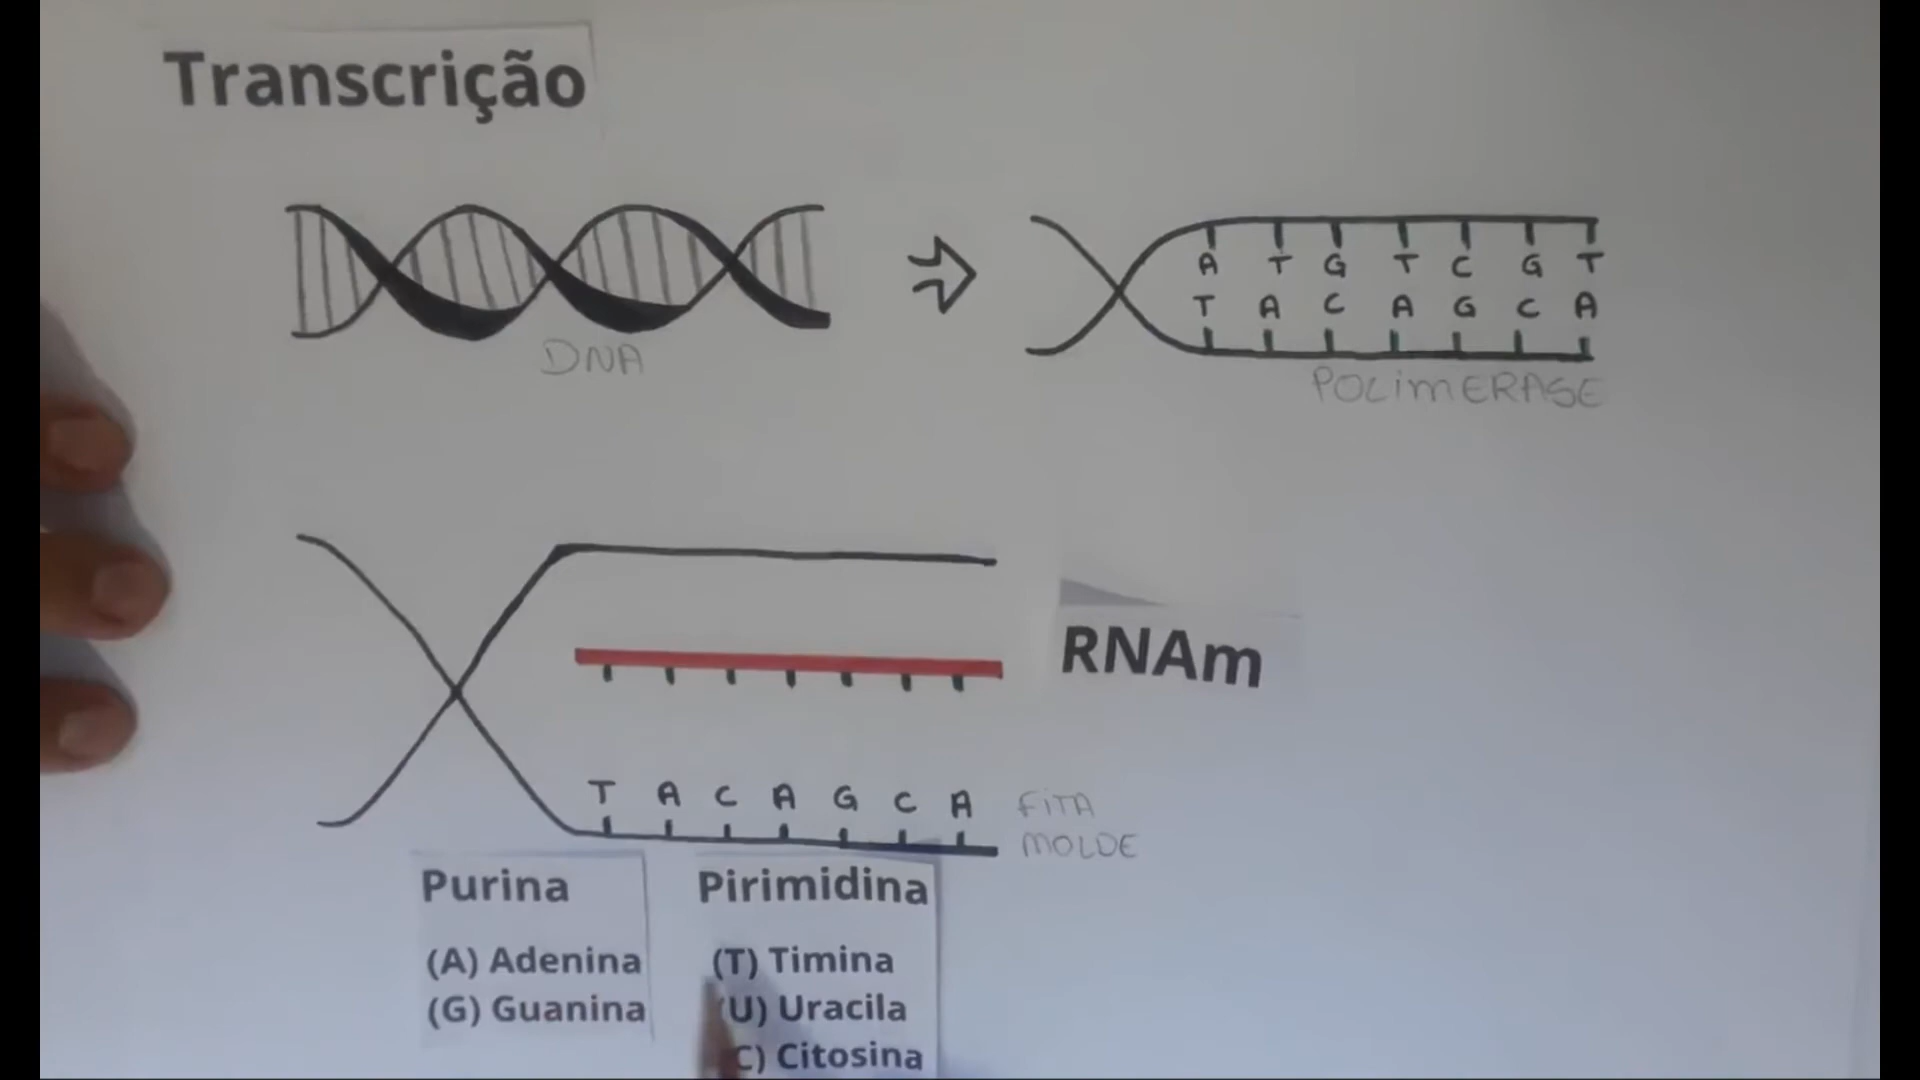 Transcrição
DNA
A T G T C G T
T A C A G C A
POLIMERASE
RNAm
T A C A G C A
FITA
MOLDE
Purina
(A) Adenina
(G) Guanina
Pirimidina
(T) Timina
(U) Uracila
(C) Citosina